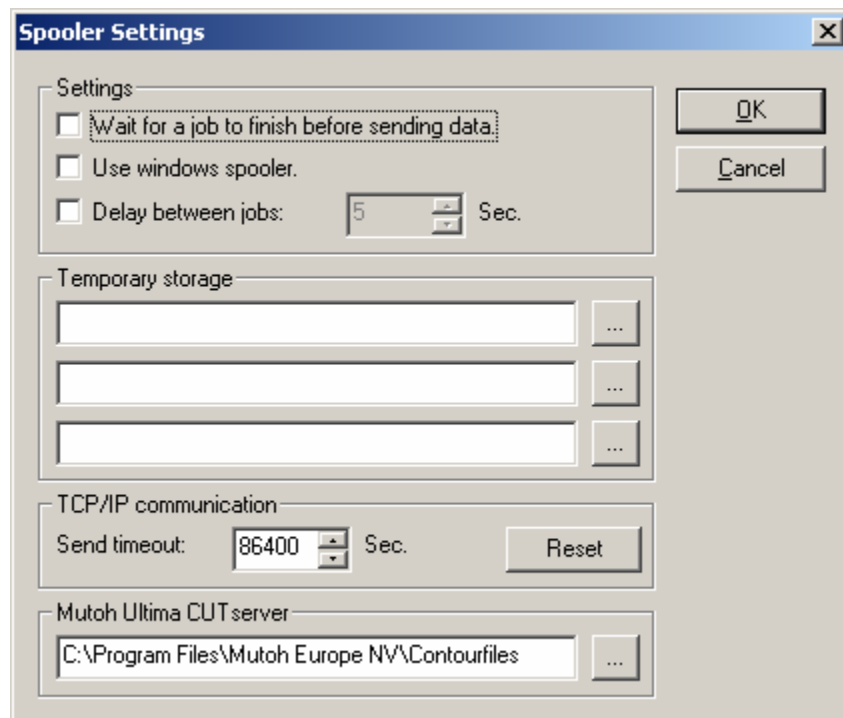 Spooler Settings
Settings
Wait for a job to finish before sending data.
OK
Use windows spooler.
Cancel
Delay between jobs: 5 Sec.
Temporary storage
...
...
...
TCP/IP communication
Send timeout: 86400 Sec. Reset
Mutoh Ultima CUTserver
C:\Program Files\Mutoh Europe NV\Contourfiles ...